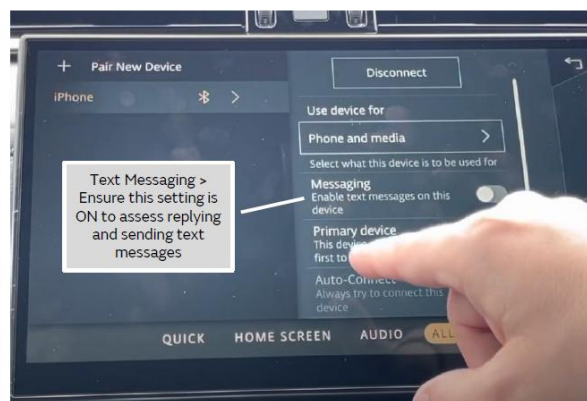 + Pair New Device
iPhone
Disconnect
Use device for
Phone and media
Select what this device is to be used for
Messaging
Enable text messages on this
device
Primary device
This
first to
Auto-Connect
Always try to connect this
device
QUICK HOME SCREEN AUDIO ALL
Text Messaging >
Ensure this setting is
ON to assess replying
and sending text
messages